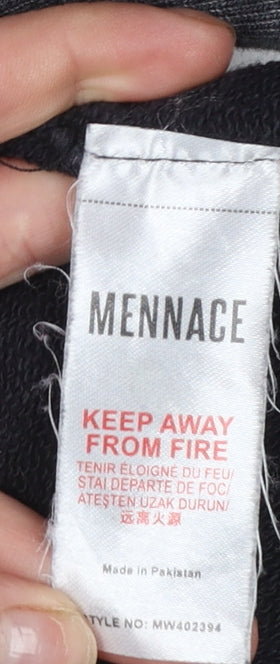 MENNACE
KEEP AWAY
FROM FIRE
TENIR ÉLOIGNÉ DU FEU/
STAI DEPARTE DE FOC/
ATEŞTEN UZAK DURUN/
远离火源
Made in Pakistan
STYLE NO: MW402394